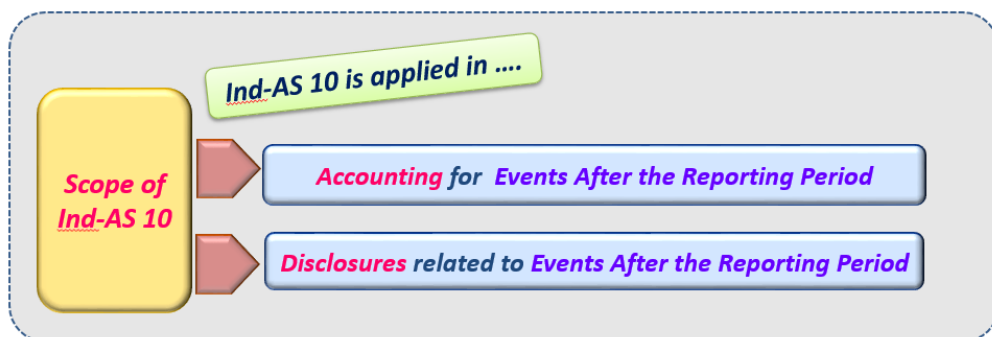 Ind-AS 10 is applied in ....
Scope of
Ind-AS 10
Accounting for Events After the Reporting Period
Disclosures related to Events After the Reporting Period